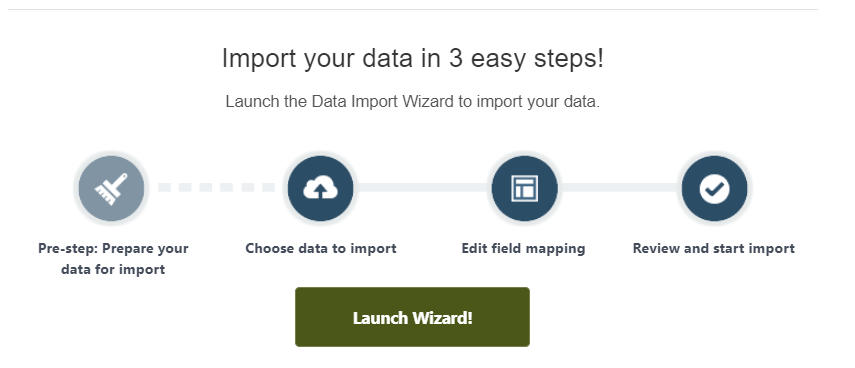 Import your data in 3 easy steps!
Launch the Data Import Wizard to import your data.
Pre-step: Prepare your
data for import
Choose data to import
Edit field mapping
Review and start import
Launch Wizard!